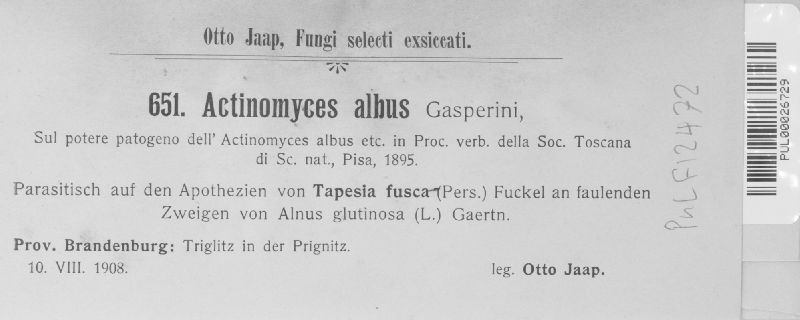 Otto Jaap, Fungi selecti exsiccati.
651. Actinomyces albus Gasperini,
Sul potere patogeno dell' Actinomyces albus etc. in Proc. verb. della Soc. Toscana
di Sc. nat., Pisa, 1895.
Parasitisch auf den Apothezien von Tapesia fusca (Pers.) Fuckel an faulenden
Zweigen von Alnus glutinosa (L.) Gaertn.
Prov. Brandenburg: Triglitz in der Prignitz.
10. VIII. 1908.
leg. Otto Jaap.
PuLF12472
PUL00026729